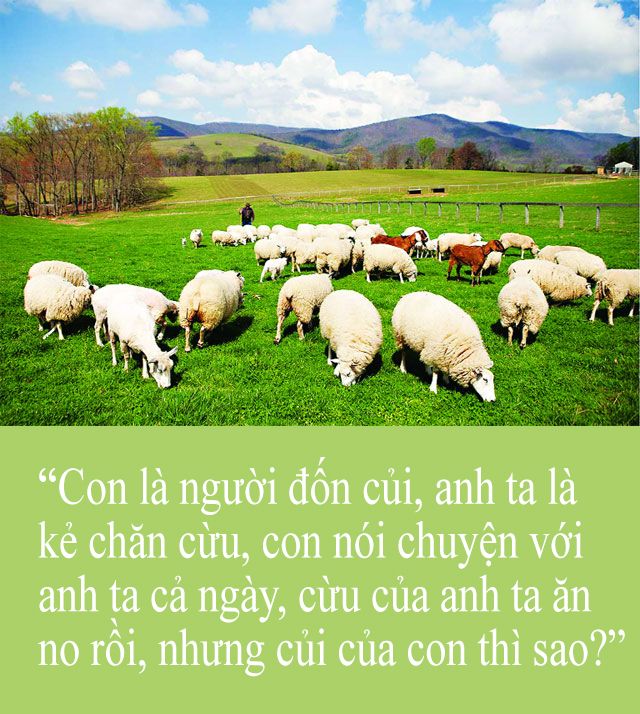 “Con là người đốn củi, anh ta là
kẻ chăn cừu, con nói chuyện với
anh ta cả ngày, cừu của anh ta ăn
no rồi, nhưng củi của con thì sao?”